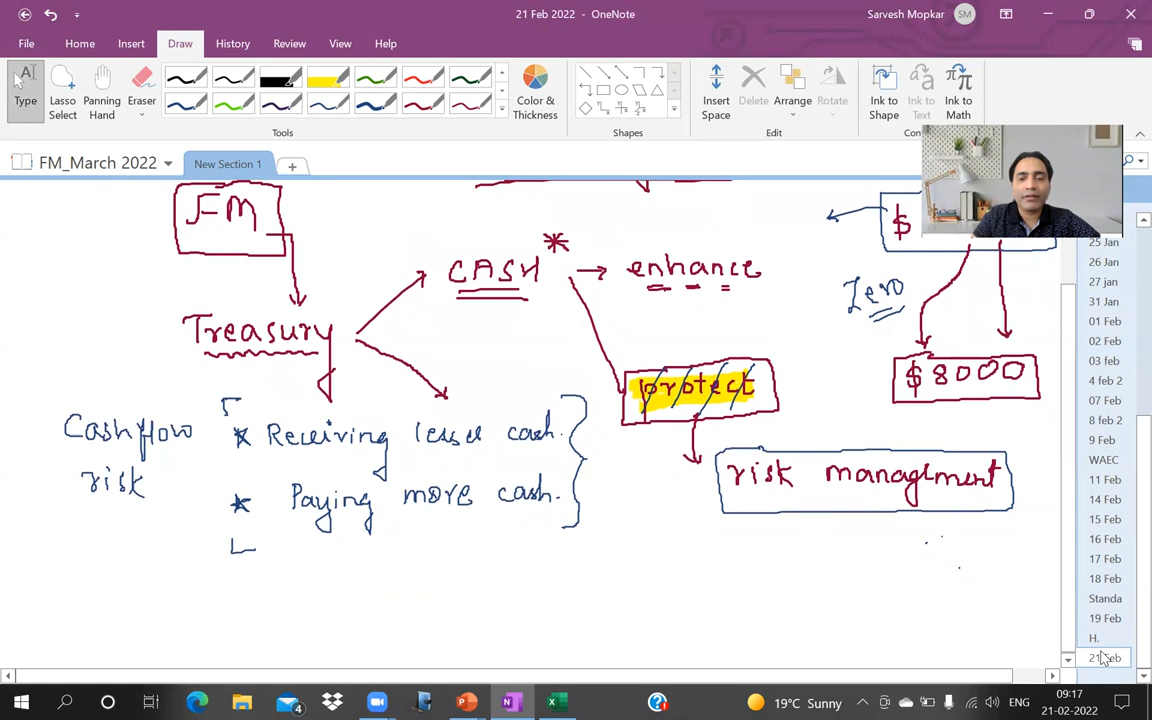 21 Feb 2022 - OneNote
Sarvesh Mopkar
SM
File
Home
Insert
Draw
History
Review
View
Help
Type
Lasso Select
Panning Hand
Eraser
Color & Thickness
Insert Space
Delete
Arrange
Rotate
Ink to Shape
Ink to Text
Ink to Math
Tools
Shapes
Edit
FM_March 2022
New Section 1
FM
$
CASH * → enhance
Zero
Treasury
protect
$ 8000
Cashflow risk
* Receiving lesser cash.
* Paying more cash.
risk management
25 Jan
26 Jan
27 jan
31 Jan
01 Feb
02 Feb
03 feb
4 feb 2
07 Feb
8 feb 2
9 Feb
WAEC
11 Feb
14 Feb
15 Feb
16 Feb
17 Feb
18 Feb
Standa
19 Feb
H.
21 Feb
4
19°C Sunny
ENG
09:17
21-02-2022